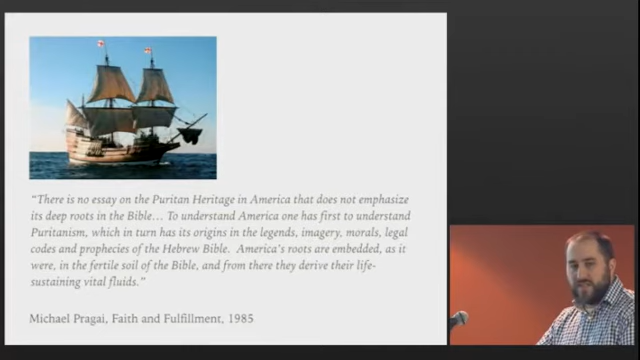 “There is no essay on the Puritan Heritage in America that does not emphasize
its deep roots in the Bible… To understand America one has first to understand
Puritanism, which in turn has its origins in the legends, imagery, morals, legal
codes and prophecies of the Hebrew Bible.  America's roots are embedded, as it
were, in the fertile soil of the Bible, and from there they derive their life-
sustaining vital fluids.”
Michael Pragai, Faith and Fulfillment, 1985